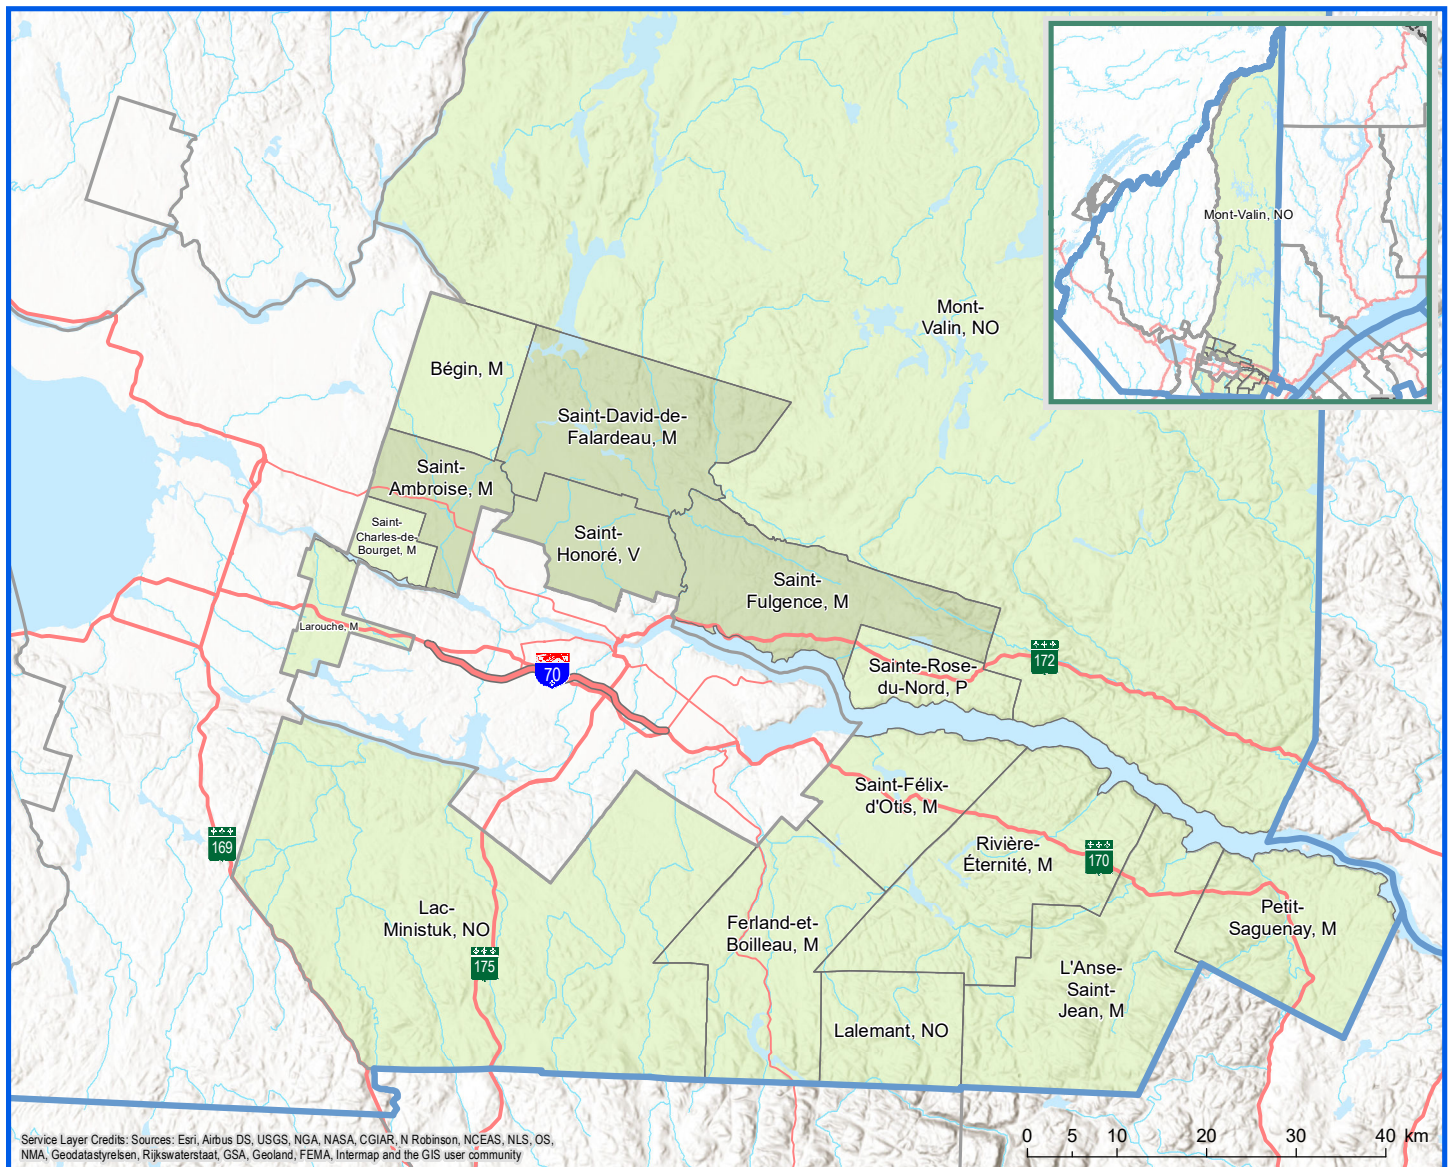 Mont-Valin, NO
Mont-
Valin, NO
Bégin, M
Saint-David-de-
Falardeau, M
Saint-
Ambroise, M
Saint-
Charles-de-
Bourget, M
Saint-
Honoré, V
Saint-
Fulgence, M
Larouche, M
Sainte-Rose-
du-Nord, P
172
70
Saint-Félix-
d'Otis, M
169
Rivière-
Éternité, M
170
Lac-
Ministuk, NO
175
Ferland-et-
Boilleau, M
Petit-
Saguenay, M
L'Anse-
Saint-
Jean, M
Lalemant, NO
0 5 10 20 30 40 km
Service Layer Credits: Sources: Esri, Airbus DS, USGS, NGA, NASA, CGIAR, N Robinson, NCEAS, NLS, OS,
NMA, Geodatastyrelsen, Rijkswaterstaat, GSA, Geoland, FEMA, Intermap and the GIS user community